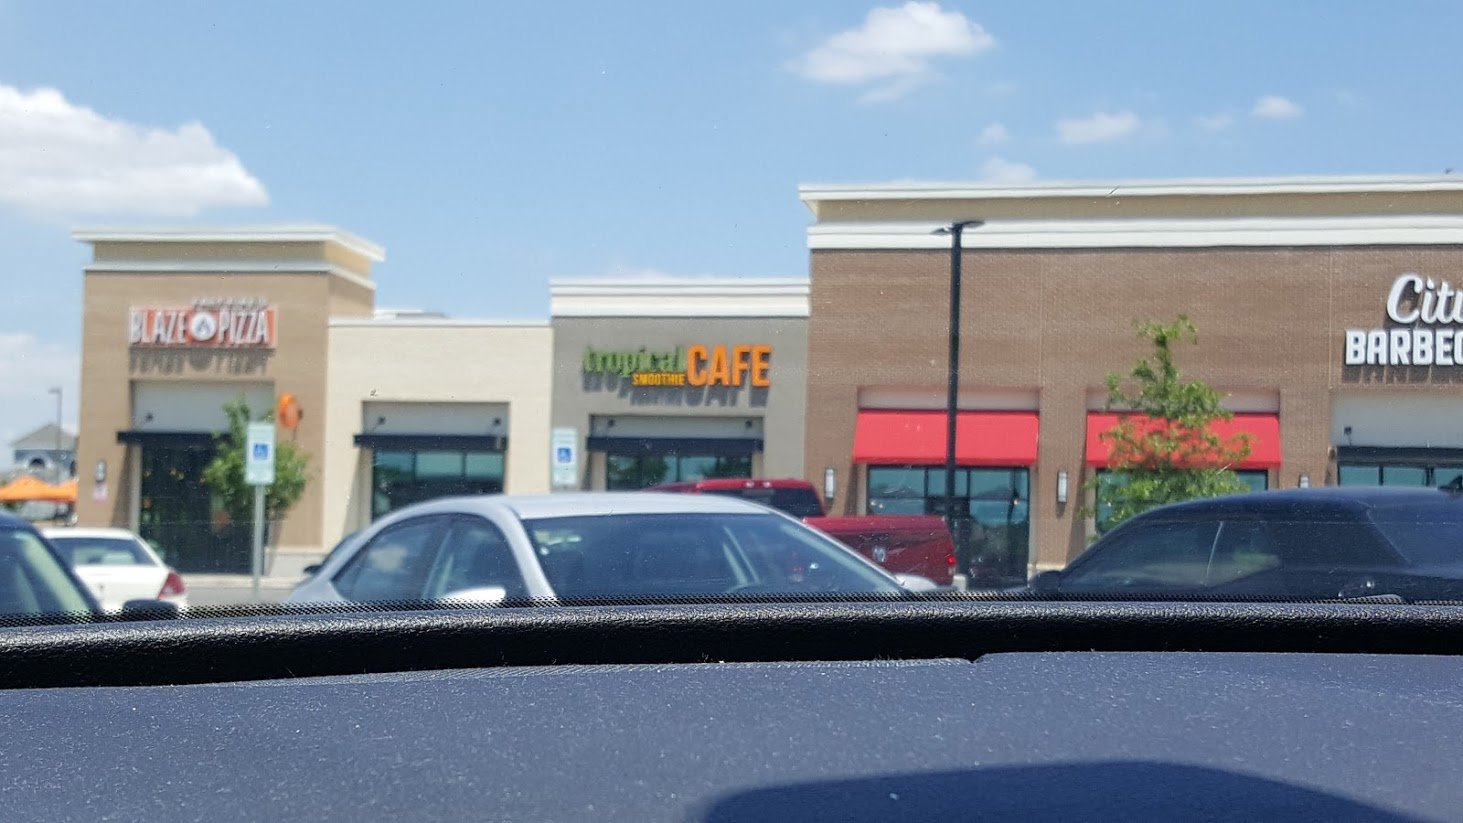 BLAZE PIZZA
tropical
SMOOTHIE CAFE
City
BARBEC